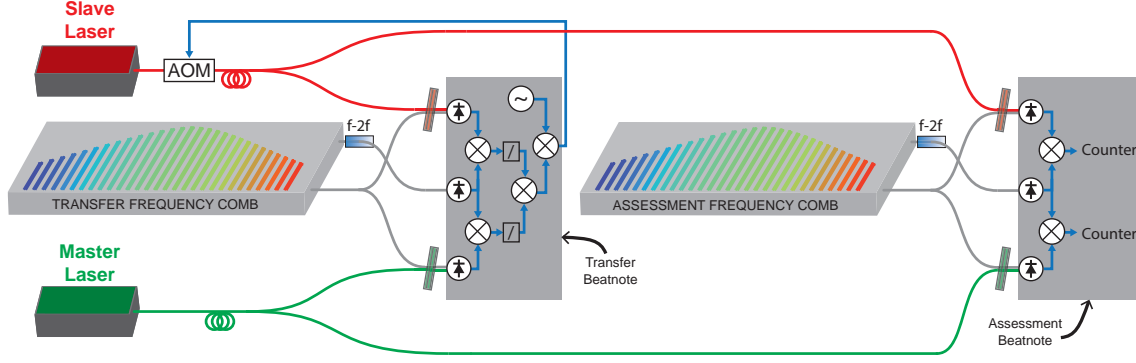 Slave
Laser
AOM
f-2f
~
/
/
TRANSFER FREQUENCY COMB
Transfer
Beatnote
Master
Laser
f-2f
ASSESSMENT FREQUENCY COMB
Counter
Counter
Assessment
Beatnote